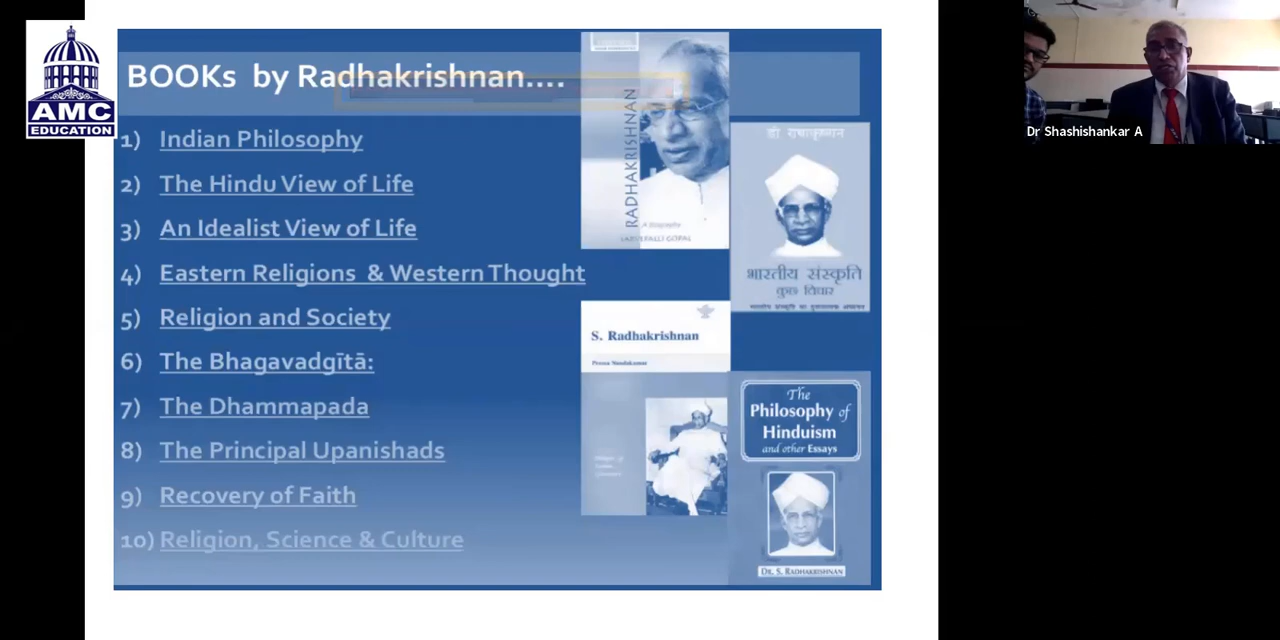 AMC
EDUCATION
BOOKs by Radhakrishnan....
1) Indian Philosophy
2) The Hindu View of Life
3) An Idealist View of Life
4) Eastern Religions & Western Thought
5) Religion and Society
6) The Bhagavadgītā:
7) The Dhammapada
8) The Principal Upanishads
9) Recovery of Faith
10) Religion, Science & Culture
RADHAKRISHNAN
A Biography
SARVEPALLI GOPAL
डॉ राधाकृष्णन
भारतीय संस्कृति
कुछ विचार
S. Radhakrishnan
Prema Nandakumar
The
Philosophy of
Hinduism
and other Essays
DR. S. RADHAKRISHNAN
Dr Shashishankar A